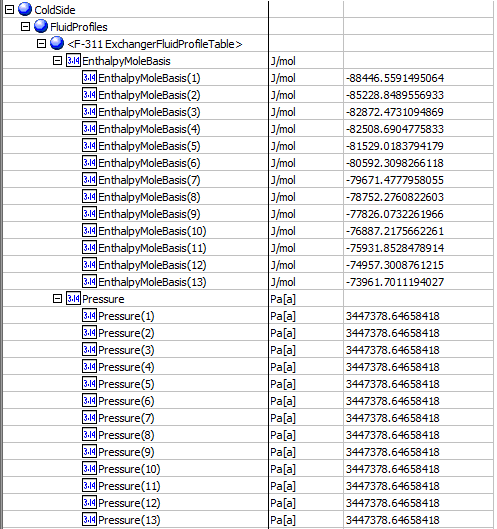 ColdSide
FluidProfiles
<F-311 ExchangerFluidProfileTable>
EnthalpyMoleBasis J/mol
EnthalpyMoleBasis(1) J/mol -88446.5591495064
EnthalpyMoleBasis(2) J/mol -85228.8489556933
EnthalpyMoleBasis(3) J/mol -82872.4731094869
EnthalpyMoleBasis(4) J/mol -82508.6904775833
EnthalpyMoleBasis(5) J/mol -81529.0183794179
EnthalpyMoleBasis(6) J/mol -80592.3098266118
EnthalpyMoleBasis(7) J/mol -79671.4777958055
EnthalpyMoleBasis(8) J/mol -78752.2760822603
EnthalpyMoleBasis(9) J/mol -77826.0732261966
EnthalpyMoleBasis(10) J/mol -76887.2175662261
EnthalpyMoleBasis(11) J/mol -75931.8528478914
EnthalpyMoleBasis(12) J/mol -74957.3008761215
EnthalpyMoleBasis(13) J/mol -73961.7011194027
Pressure Pa[a]
Pressure(1) Pa[a] 3447378.64658418
Pressure(2) Pa[a] 3447378.64658418
Pressure(3) Pa[a] 3447378.64658418
Pressure(4) Pa[a] 3447378.64658418
Pressure(5) Pa[a] 3447378.64658418
Pressure(6) Pa[a] 3447378.64658418
Pressure(7) Pa[a] 3447378.64658418
Pressure(8) Pa[a] 3447378.64658418
Pressure(9) Pa[a] 3447378.64658418
Pressure(10) Pa[a] 3447378.64658418
Pressure(11) Pa[a] 3447378.64658418
Pressure(12) Pa[a] 3447378.64658418
Pressure(13) Pa[a] 3447378.64658418